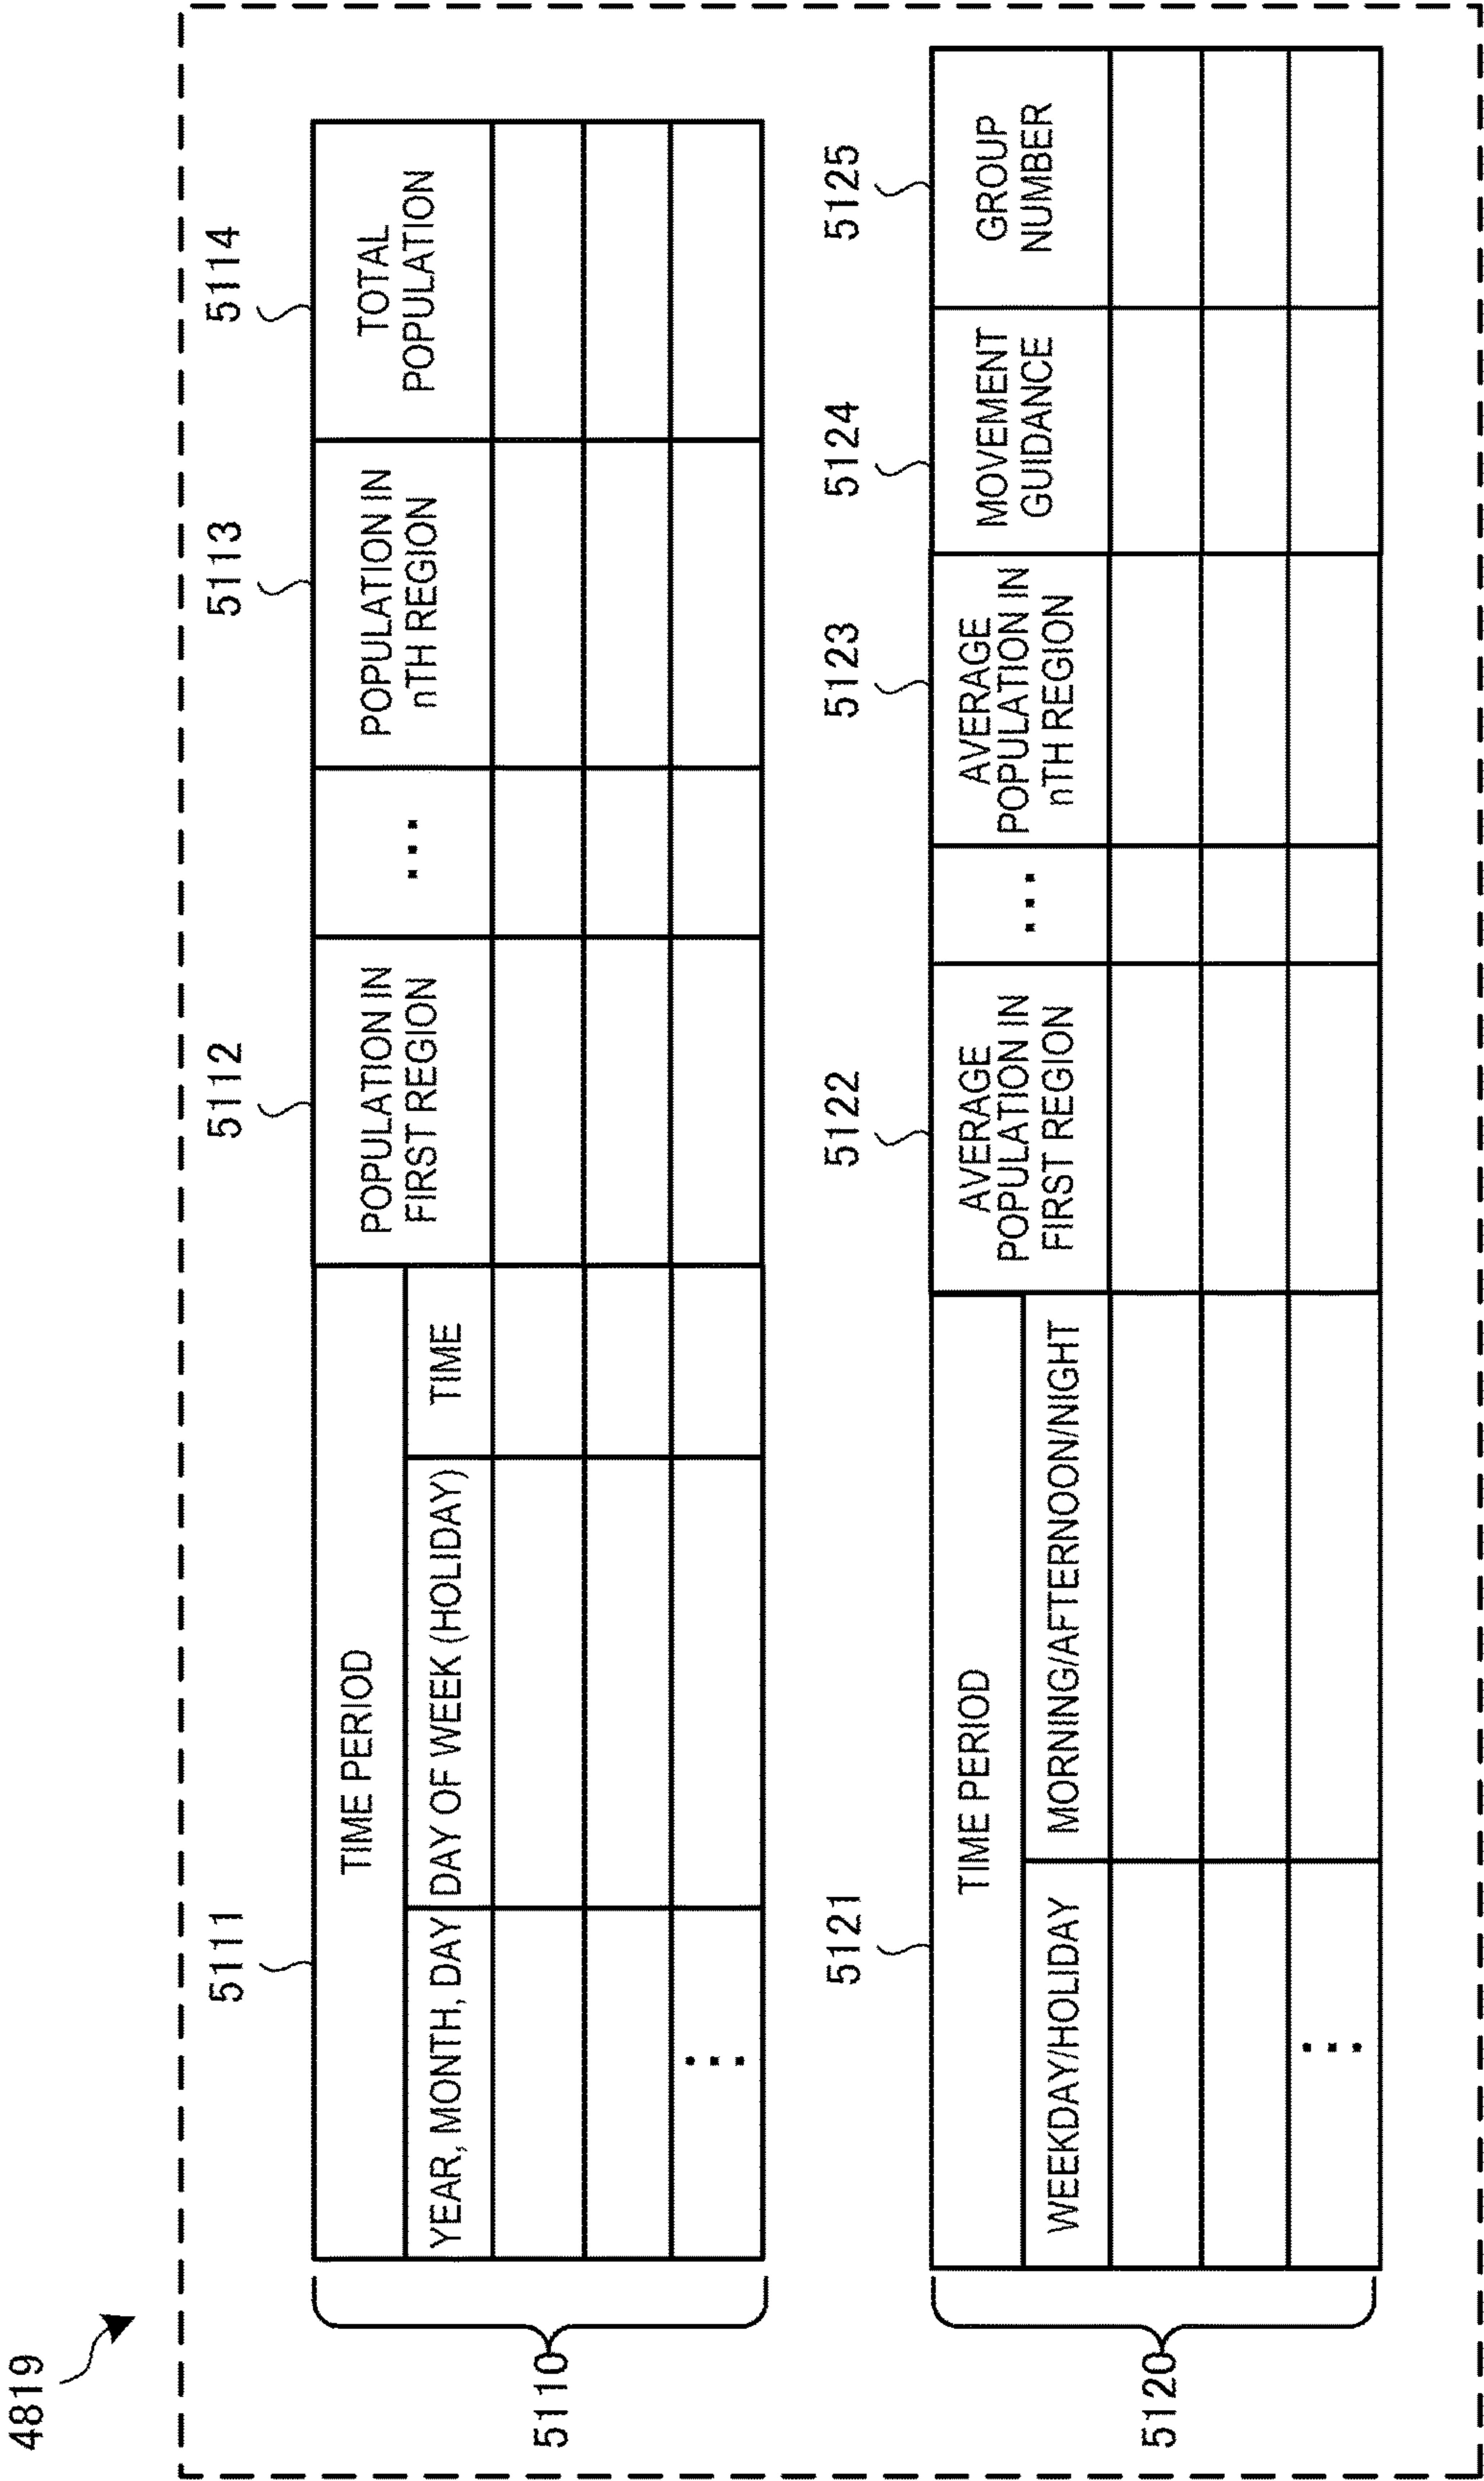 4819
5111
5112
5113
5114
TIME PERIOD
YEAR, MONTH, DAY
DAY OF WEEK (HOLIDAY)
TIME
POPULATION IN
FIRST REGION
...
POPULATION IN
nTH REGION
TOTAL
POPULATION
...
5110
5121
5122
5123
5124
5125
TIME PERIOD
WEEKDAY/HOLIDAY
MORNING/AFTERNOON/NIGHT
AVERAGE
POPULATION IN
FIRST REGION
...
AVERAGE
POPULATION IN
nTH REGION
MOVEMENT
GUIDANCE
GROUP
NUMBER
...
5120